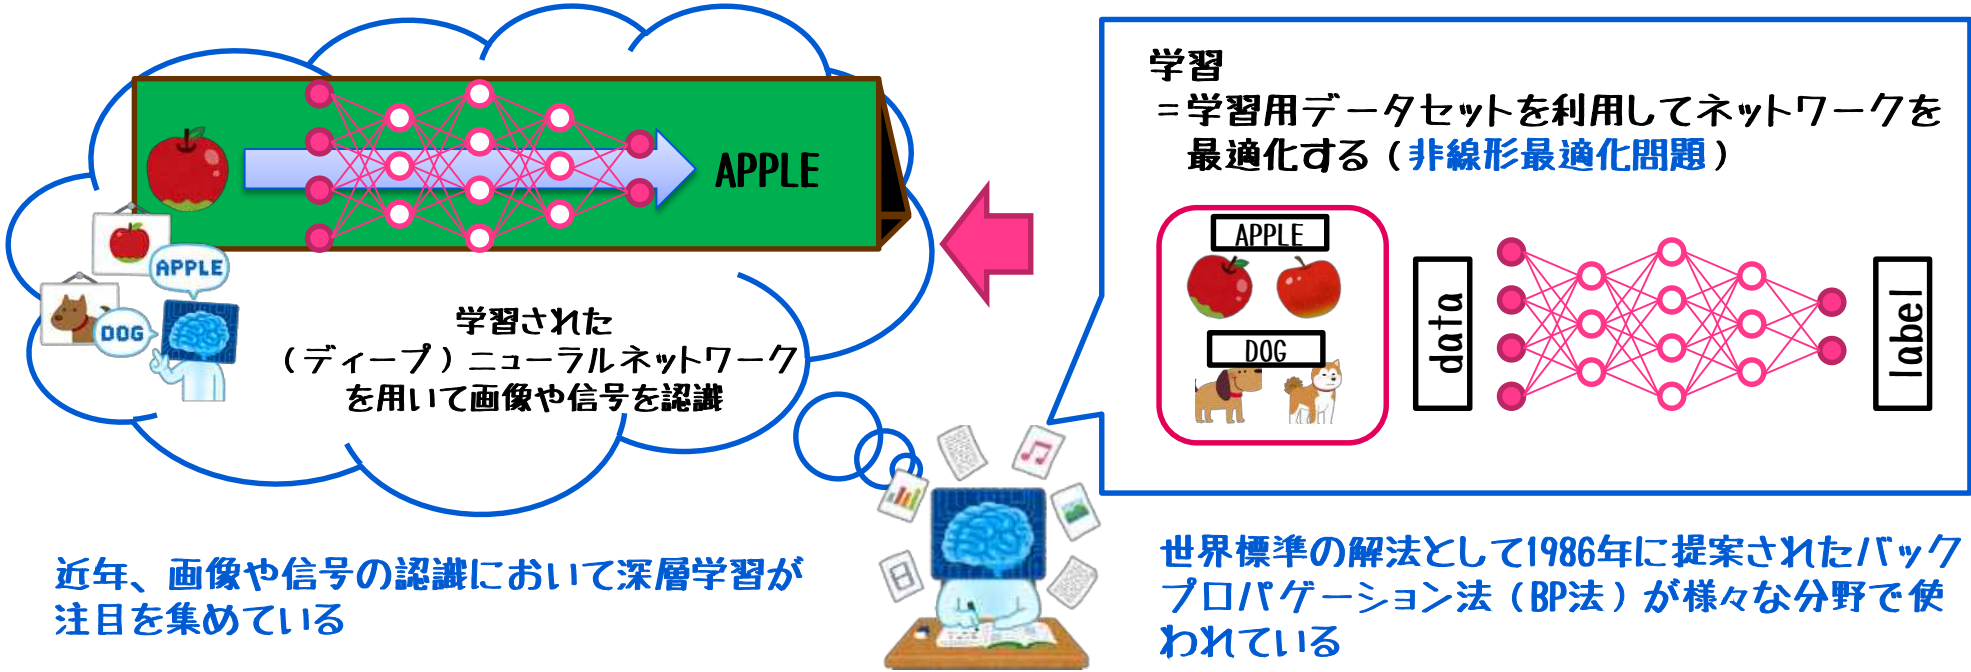 APPLE
APPLE
DOG
学習された
（ディープ）ニューラルネットワーク
を用いて画像や信号を認識
近年、画像や信号の認識において深層学習が
注目を集めている
学習
＝学習用データセットを利用してネットワークを
最適化する（非線形最適化問題）
APPLE
DOG
data
label
世界標準の解法として1986年に提案されたバック
プロパゲーション法（BP法）が様々な分野で使
われている